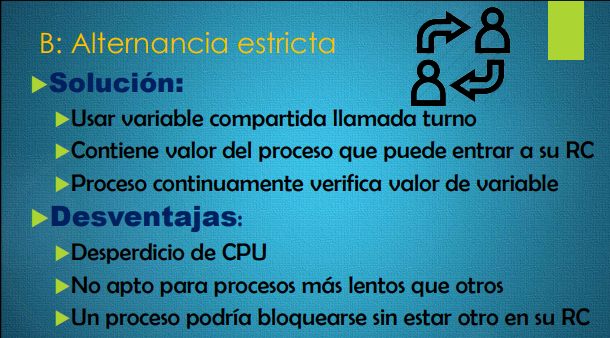 B: Alternancia estricta
Solución:
Usar variable compartida llamada turno
Contiene valor del proceso que puede entrar a su RC
Proceso continuamente verifica valor de variable
Desventajas:
Desperdicio de CPU
No apto para procesos más lentos que otros
Un proceso podría bloquearse sin estar otro en su RC